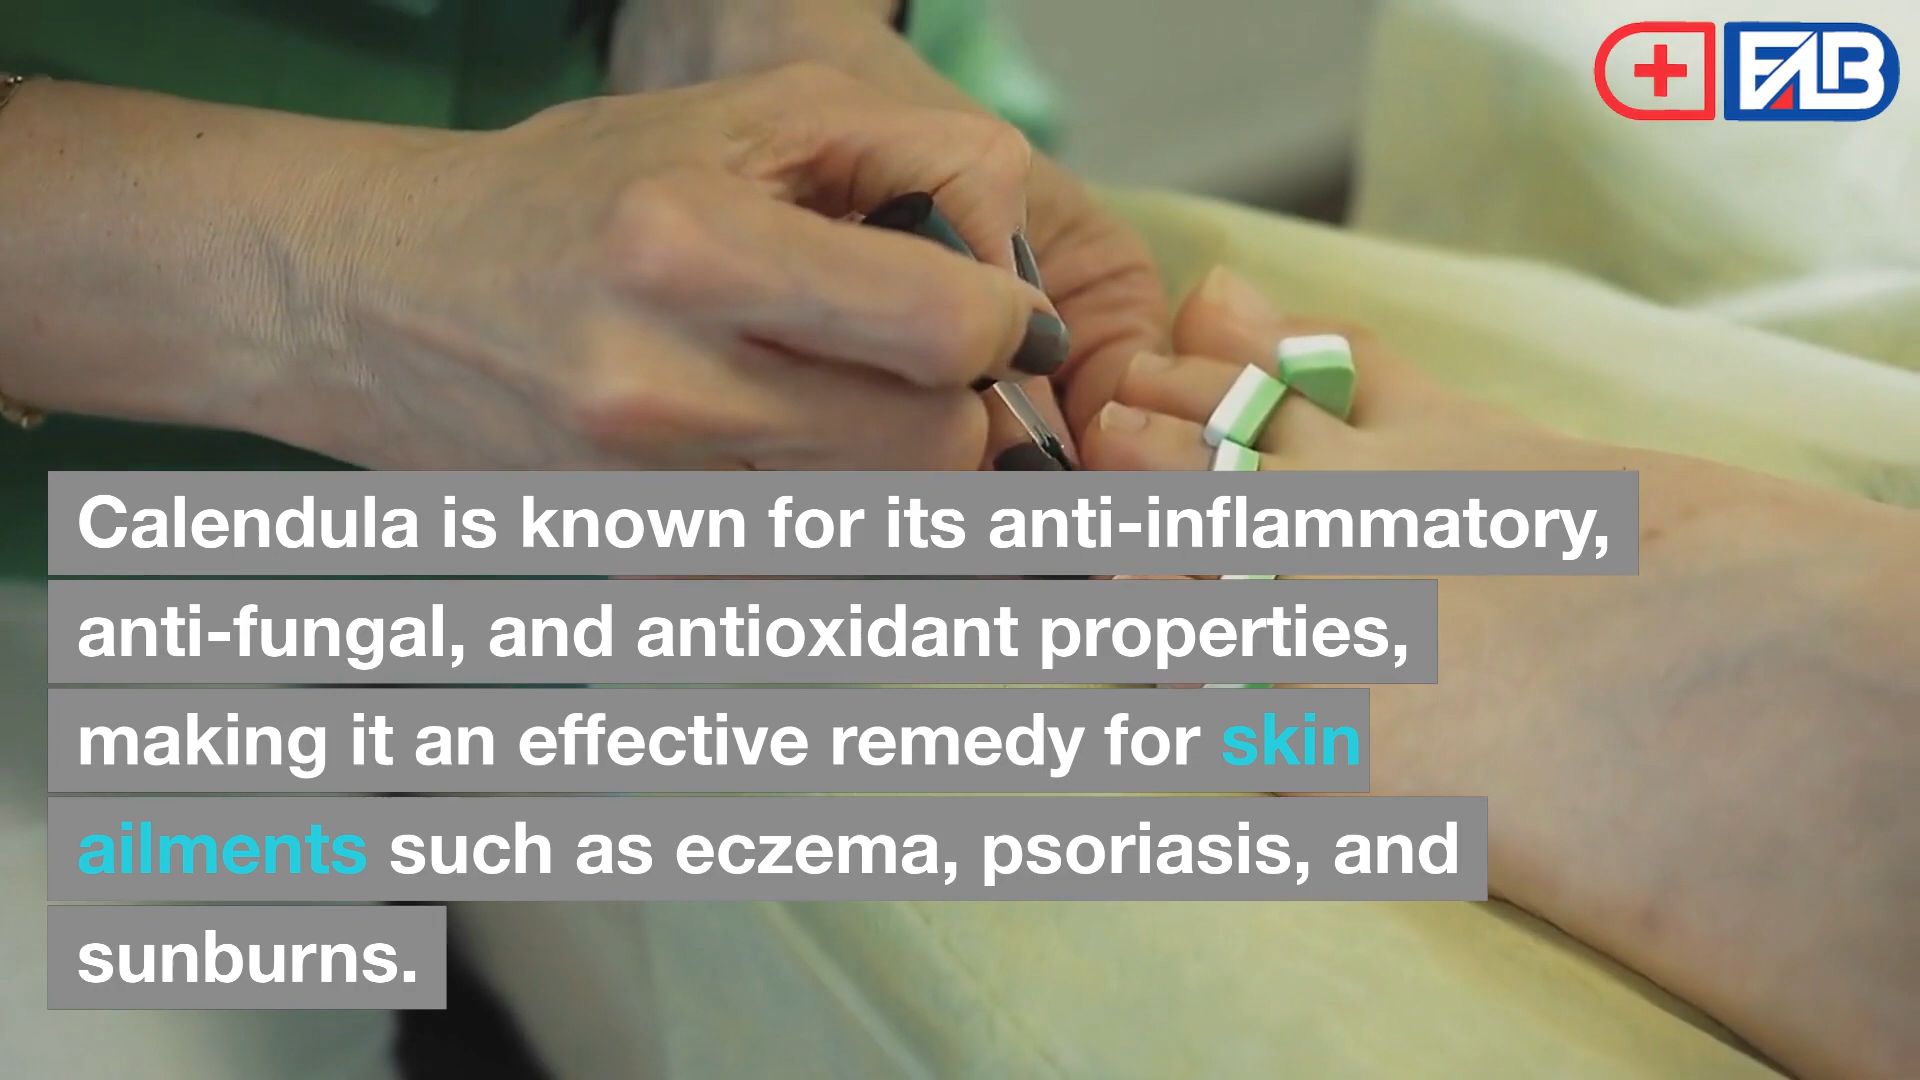 FAB
Calendula is known for its anti-inflammatory,
anti-fungal, and antioxidant properties,
making it an effective remedy for skin
ailments such as eczema, psoriasis, and
sunburns.